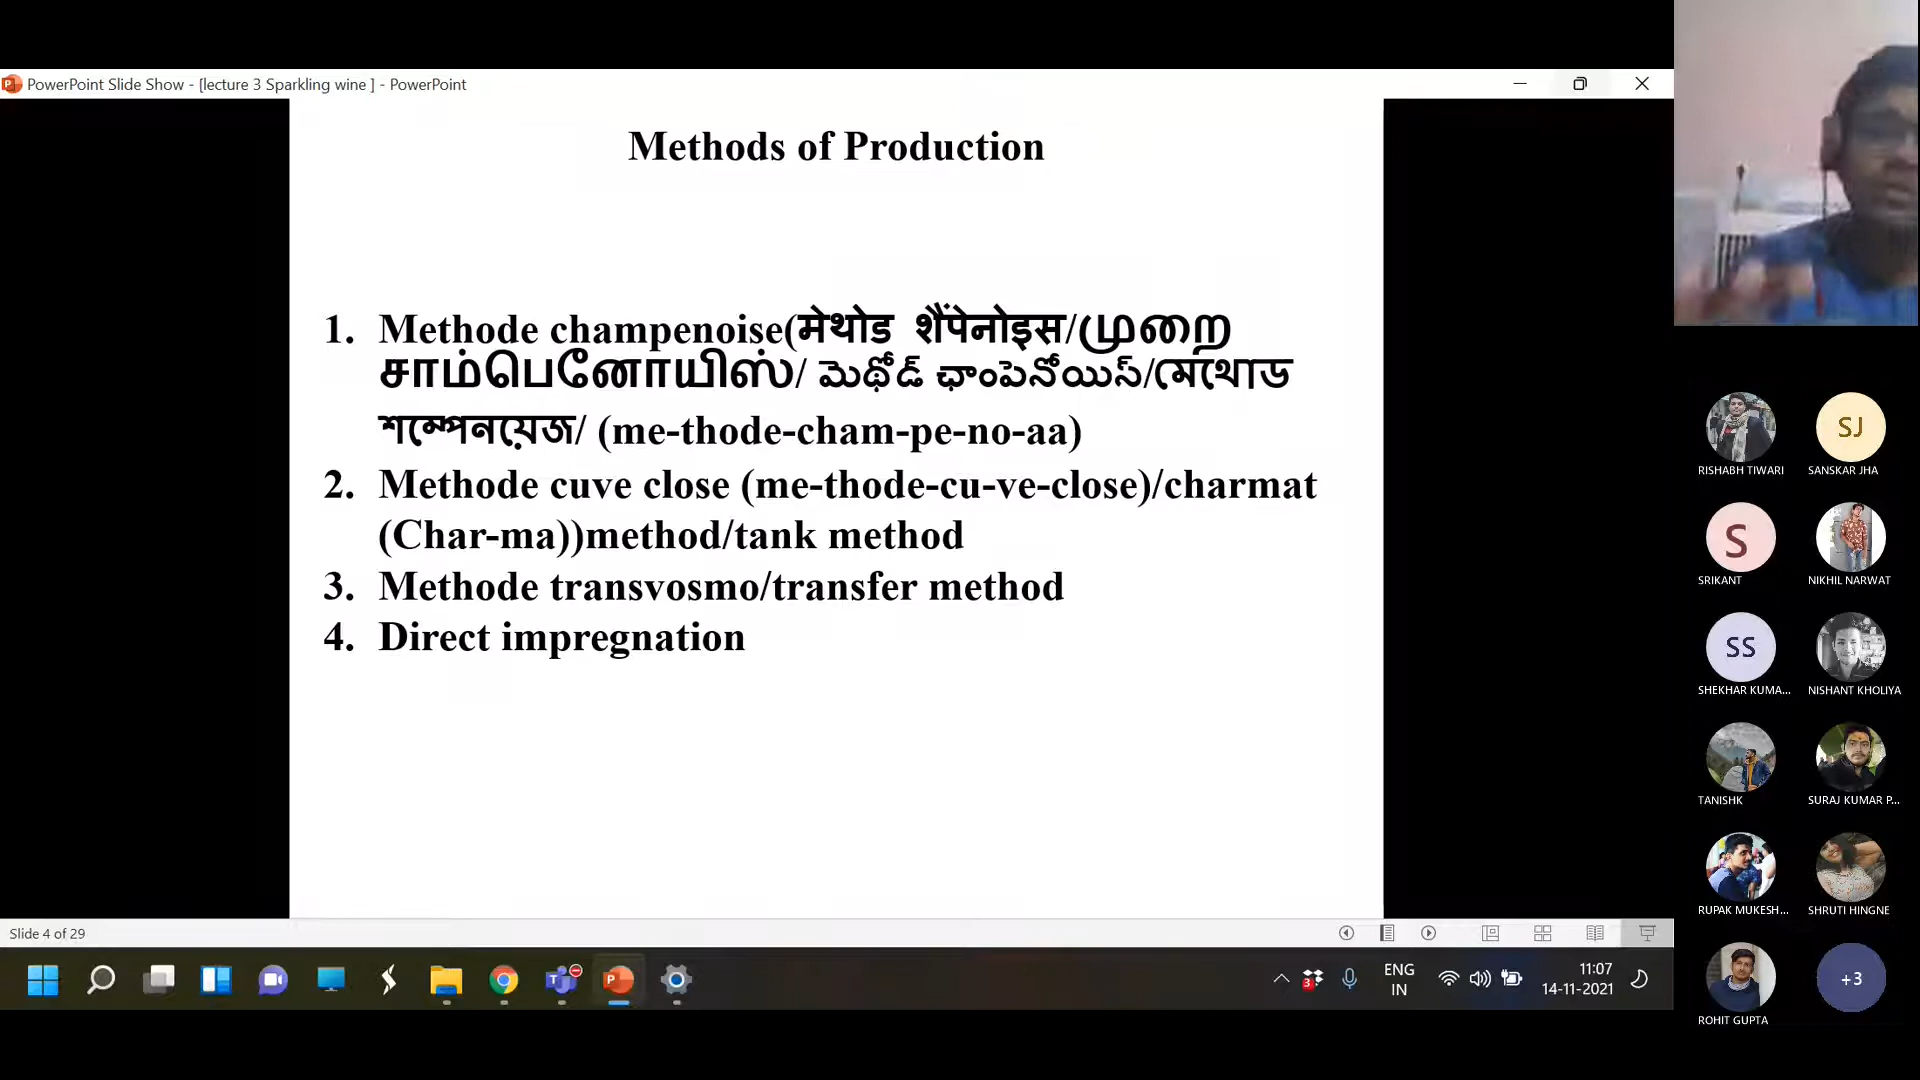 PowerPoint Slide Show - [lecture 3 Sparkling wine ] - PowerPoint
Methods of Production
1. Methode champenoise(मेथोड शैंपेनोइस/முறை
சாம்பெனோயிஸ்/ మెథోడ్ ఛాంపెనోయిస్/মেথোড
শম্পেনয়েজ/ (me-thode-cham-pe-no-aa)
2. Methode cuve close (me-thode-cu-ve-close)/charmat
(Char-ma))method/tank method
3. Methode transvosmo/transfer method
4. Direct impregnation
RISHABH TIWARI
SJ
SANSKAR JHA
S
SRIKANT
NIKHIL NARWAT
SS
SHEKHAR KUMA...
NISHANT KHOLIYA
TANISHK
SURAJ KUMAR P...
RUPAK MUKESH...
SHRUTI HINGNE
ROHIT GUPTA
+3
Slide 4 of 29
3
ENG
IN
11:07
14-11-2021